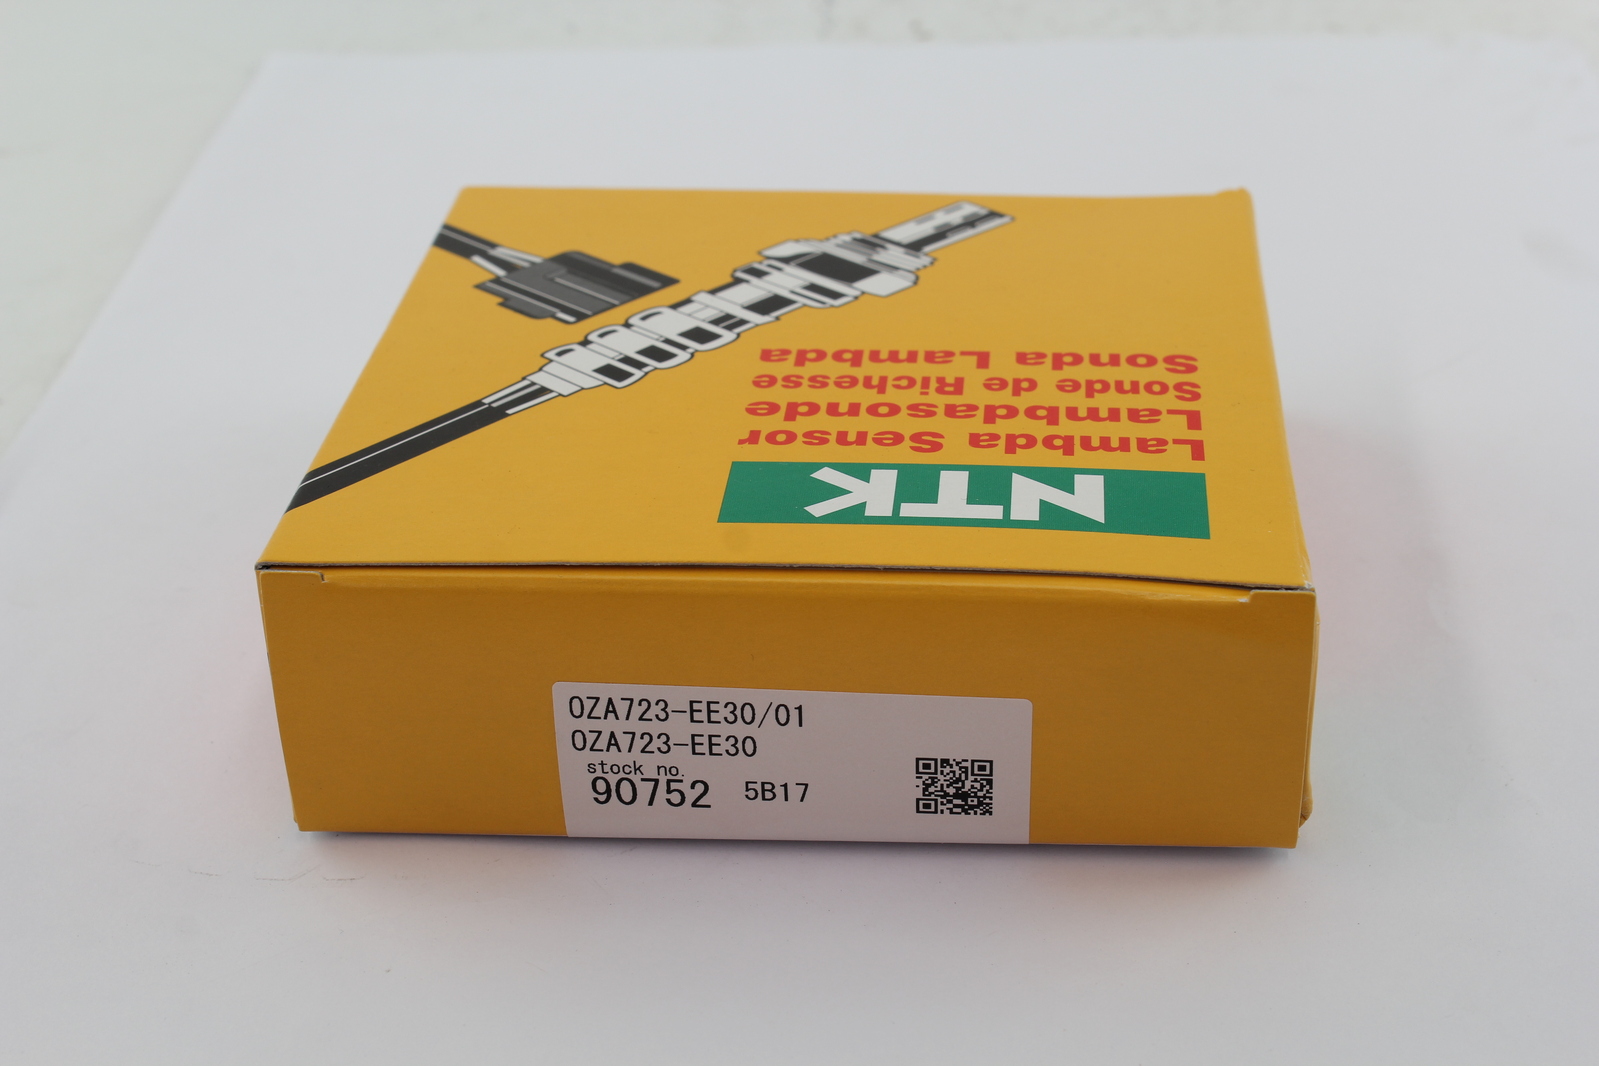 NTK
Lambda Sensor
Lambdasonde
Sonde de Richesse
Sonda Lambda
OZA723-EE30/01
OZA723-EE30
stock no.
90752 5B17